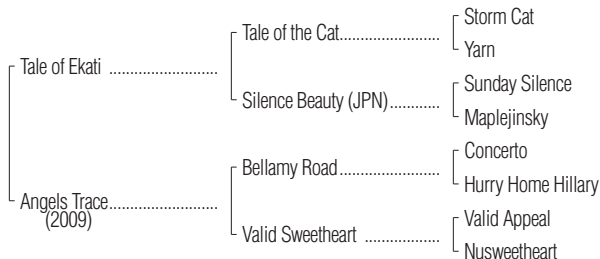 Storm Cat
Tale of the Cat....................
Yarn
Tale of Ekati ......................
Sunday Silence
Silence Beauty (JPN)..........
Maplejinsky
Concerto
Bellamy Road....................
Hurry Home Hillary
Angels Trace......................
(2009)
Valid Appeal
Valid Sweetheart ...............
Nusweetheart